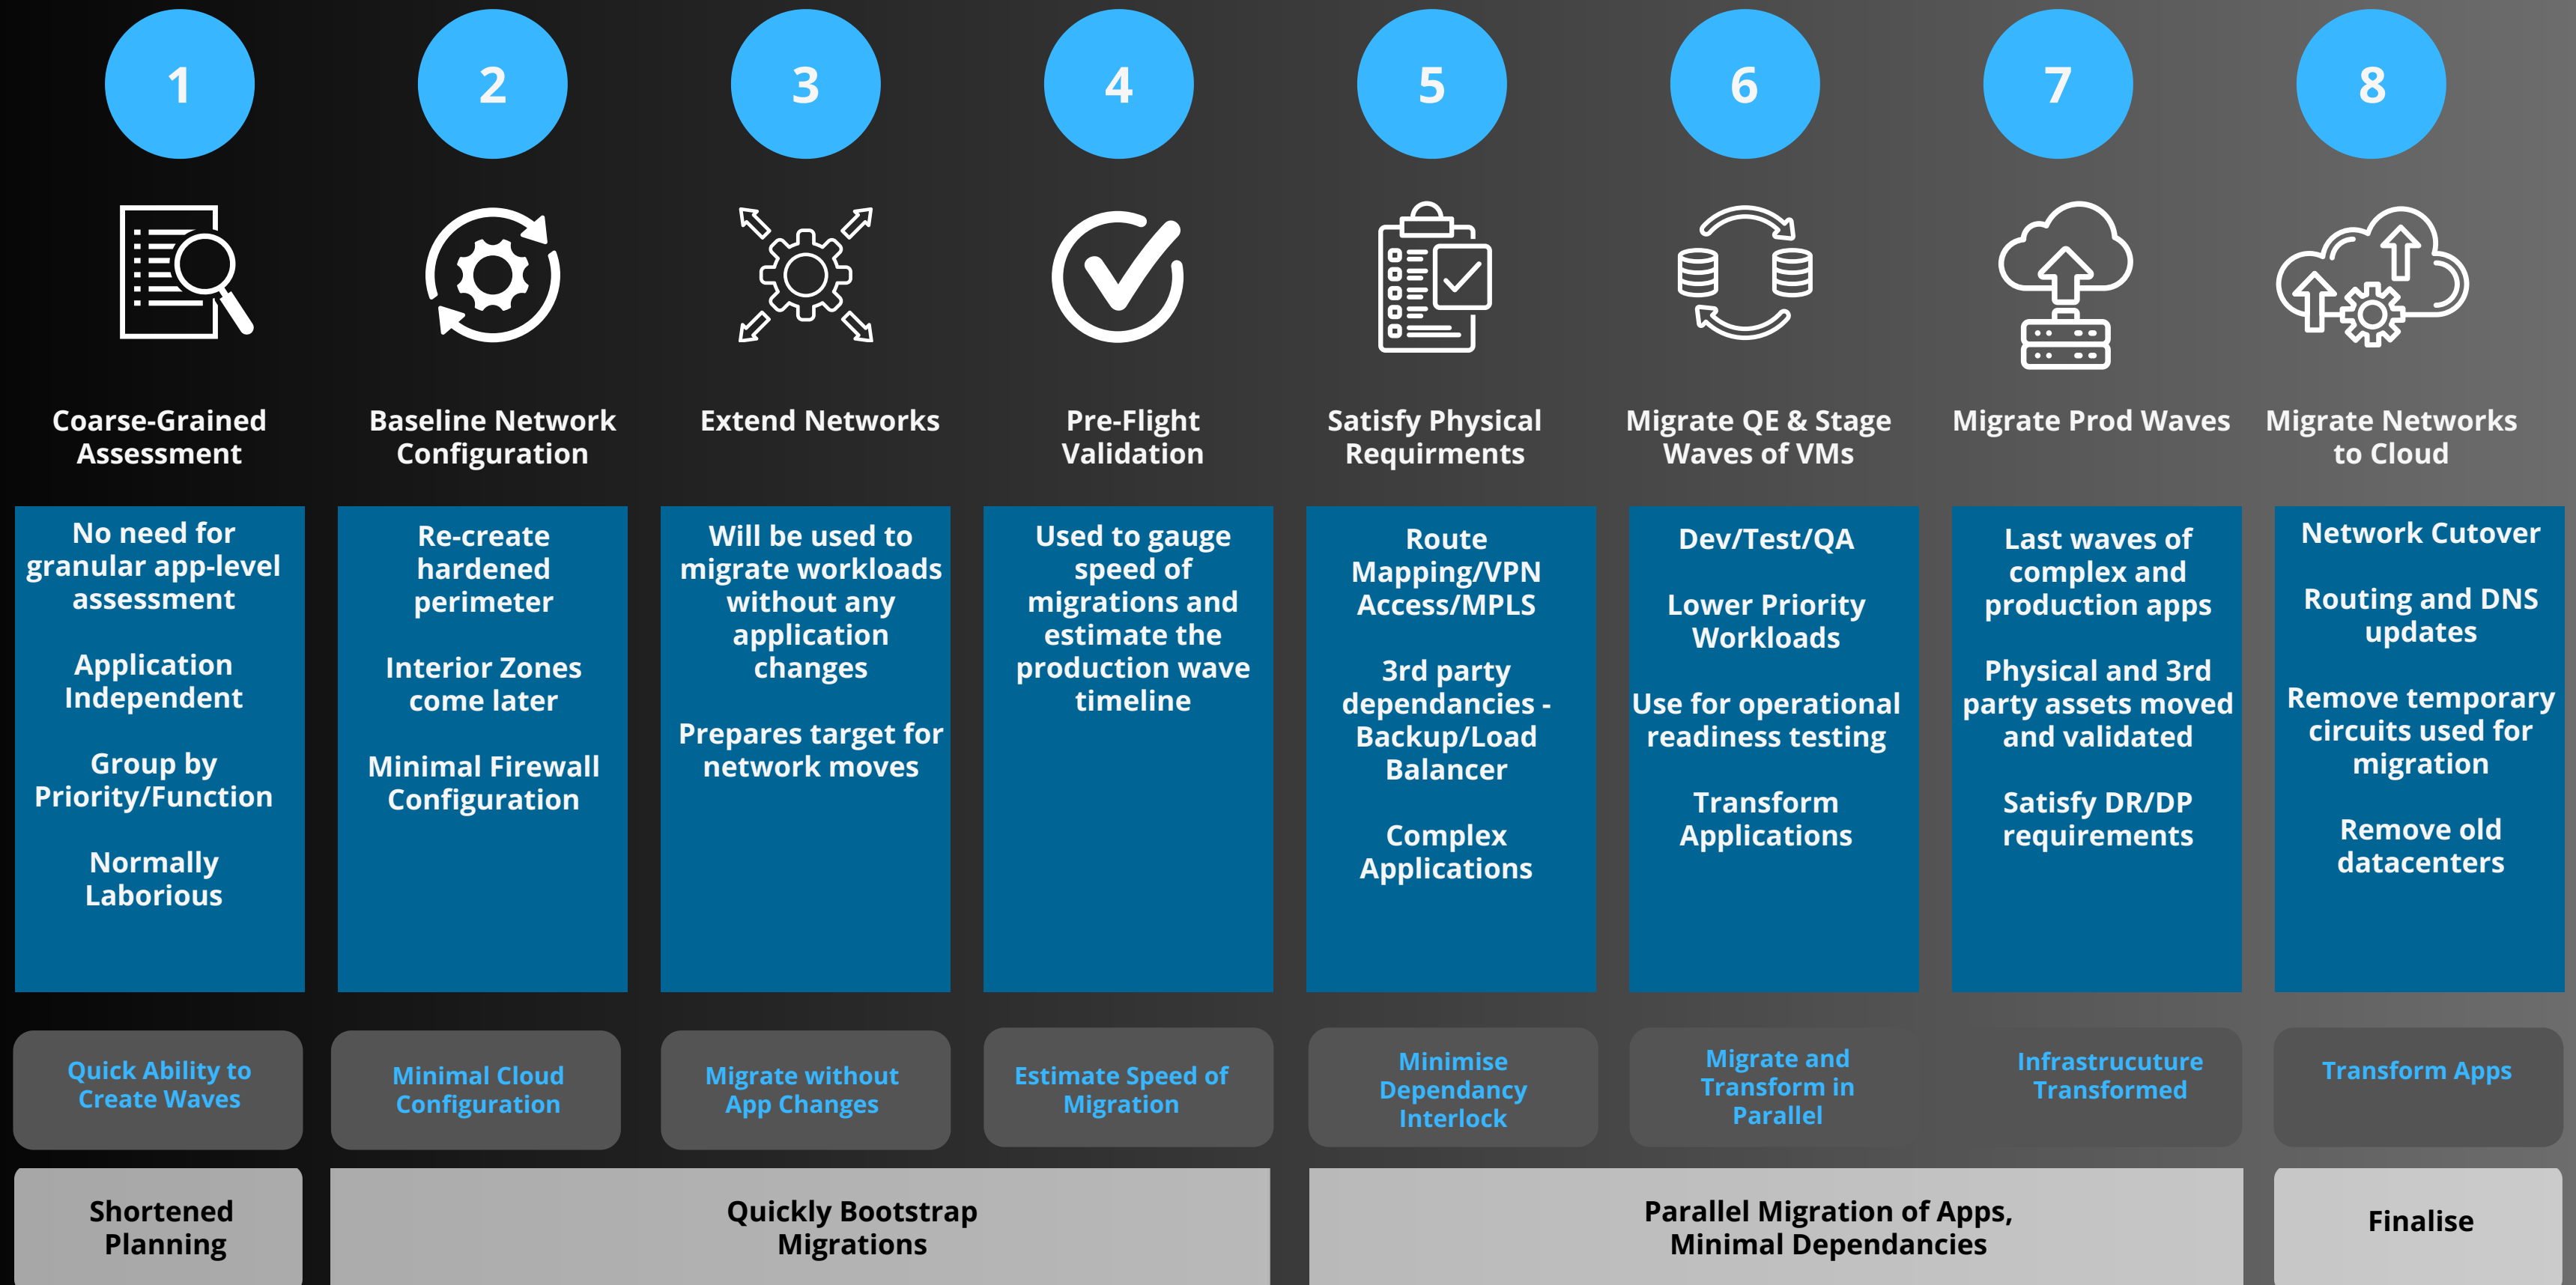 1
2
3
4
5
6
7
8
Coarse-Grained
Assessment
Baseline Network
Configuration
Extend Networks
Pre-Flight
Validation
Satisfy Physical
Requirments
Migrate QE & Stage
Waves of VMs
Migrate Prod Waves
Migrate Networks
to Cloud
No need for
granular app-level
assessment
Application
Independent
Group by
Priority/Function
Normally
Laborious
Re-create
hardened
perimeter
Interior Zones
come later
Minimal Firewall
Configuration
Will be used to
migrate workloads
without any
application
changes
Prepares target for
network moves
Used to gauge
speed of
migrations and
estimate the
production wave
timeline
Route
Mapping/VPN
Access/MPLS
3rd party
dependancies -
Backup/Load
Balancer
Complex
Applications
Dev/Test/QA
Lower Priority
Workloads
Use for operational
readiness testing
Transform
Applications
Last waves of
complex and
production apps
Physical and 3rd
party assets moved
and validated
Satisfy DR/DP
requirements
Network Cutover
Routing and DNS
updates
Remove temporary
circuits used for
migration
Remove old
datacenters
Quick Ability to
Create Waves
Minimal Cloud
Configuration
Migrate without
App Changes
Estimate Speed of
Migration
Minimise
Dependancy
Interlock
Migrate and
Transform in
Parallel
Infrastrucuture
Transformed
Transform Apps
Shortened
Planning
Quickly Bootstrap
Migrations
Parallel Migration of Apps,
Minimal Dependancies
Finalise